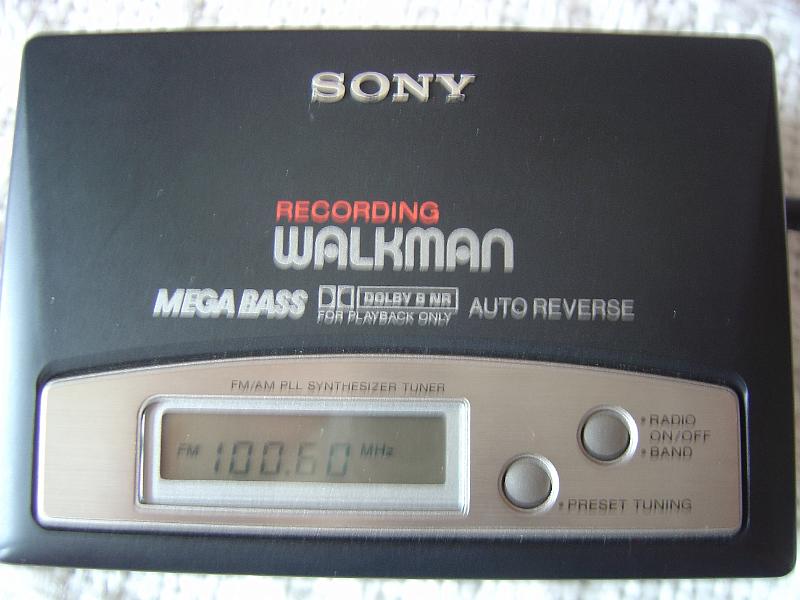 SONY
RECORDING
WALKMAN
MEGA BASS DOLBY B NR AUTO REVERSE
FOR PLAYBACK ONLY
FM/AM PLL SYNTHESIZER TUNER
FM 100.60 MHz
• RADIO
ON/OFF
• BAND
• PRESET TUNING